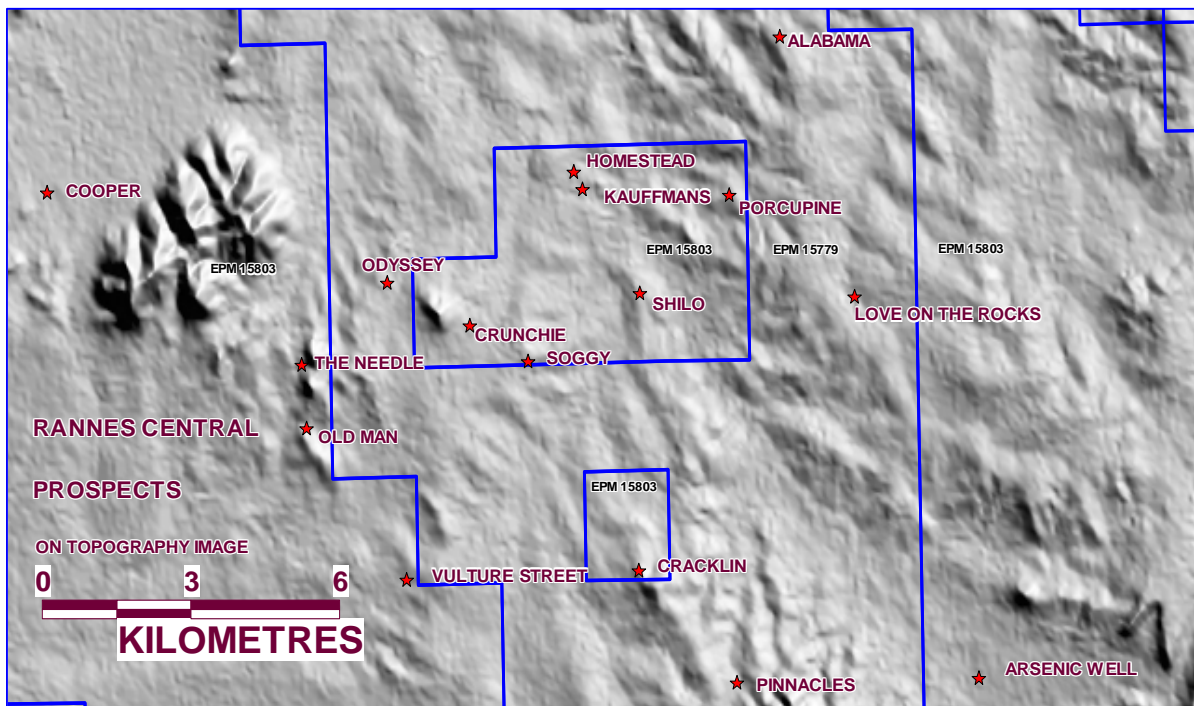 ALABAMA
HOMESTEAD
COOPER
KAUFFMANS
PORCUPINE
EPM 15803
EPM 15779
EPM 15803
ODYSSEY
EPM 15803
SHILO
LOVE ON THE ROCKS
CRUNCHIE
THE NEEDLE
SOGGY
RANNES CENTRAL
OLD MAN
PROSPECTS
EPM 15803
ON TOPOGRAPHY IMAGE
CRACKLIN
VULTURE STREET
0 3 6
KILOMETRES
ARSENIC WELL
PINNACLES